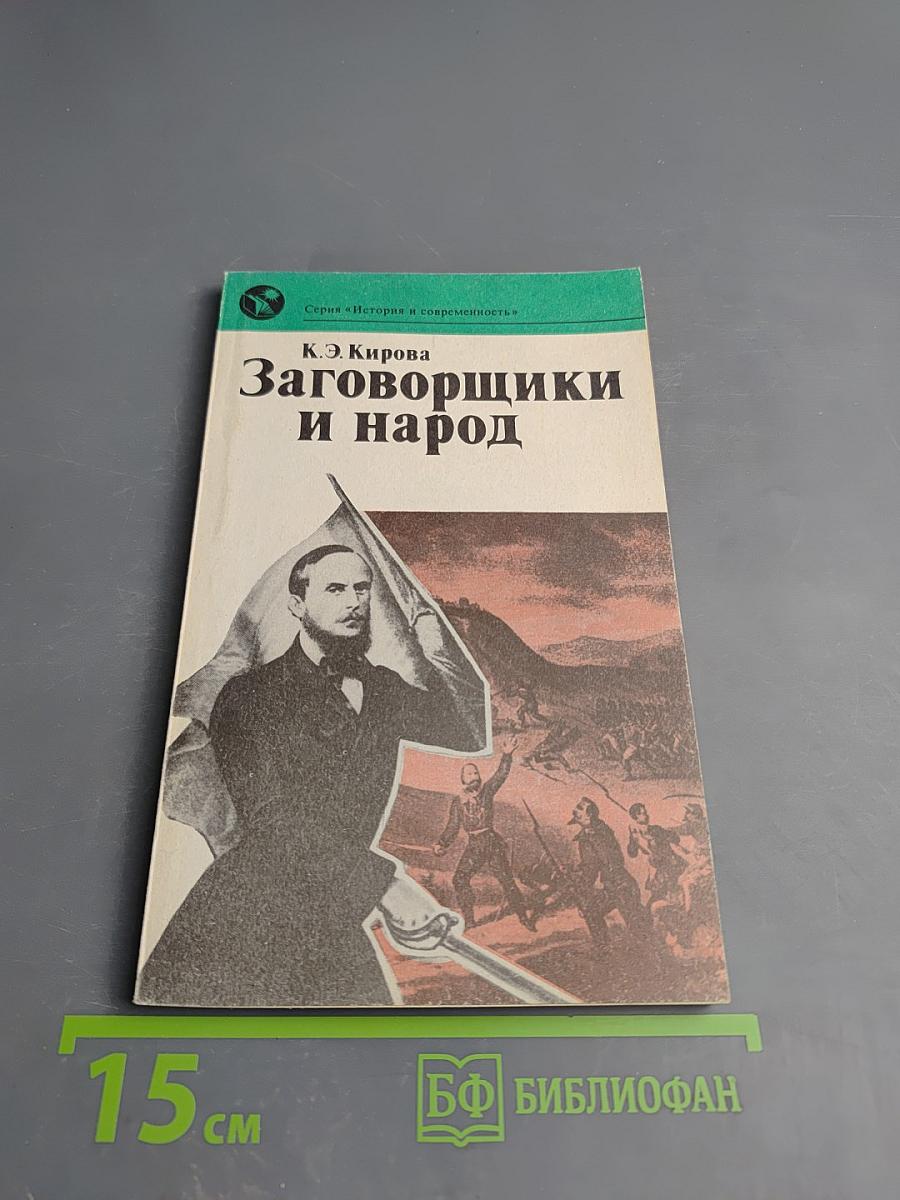 Серия «История и современность»
К.Э.Кирова
Заговорщики
и народ
15 см
БФ БИБЛИОФАН